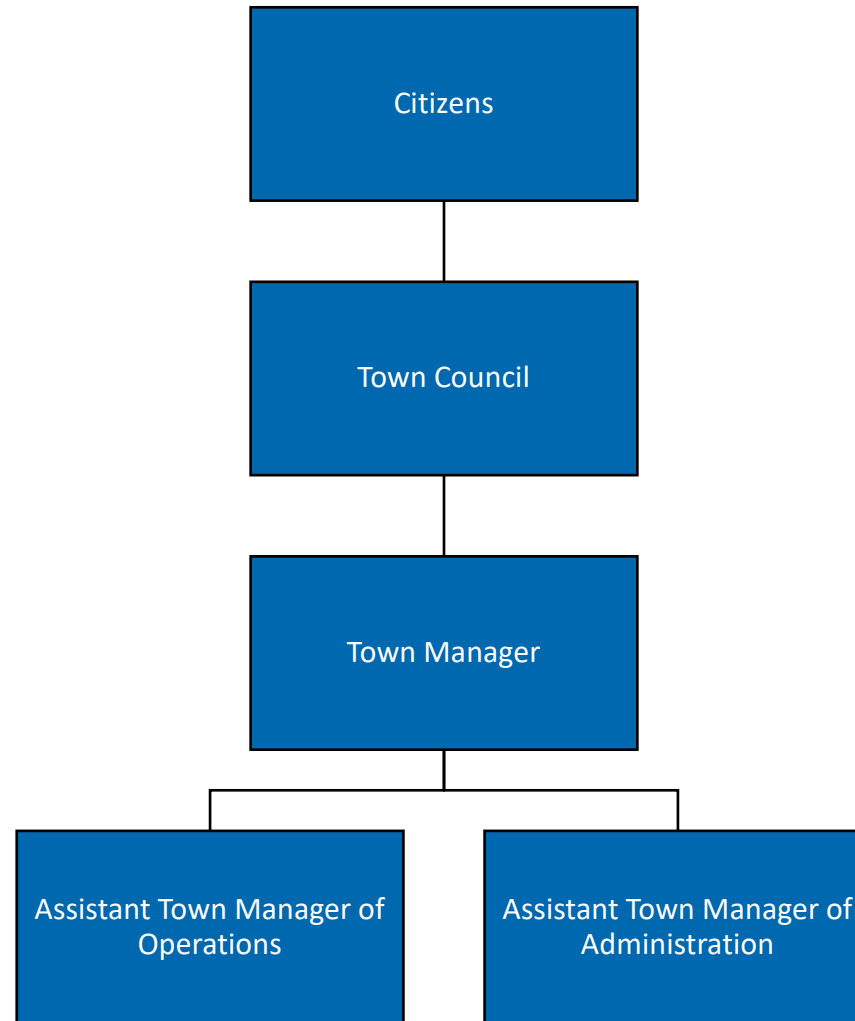 Citizens
Town Council
Town Manager
Assistant Town Manager of
Operations
Assistant Town Manager of
Administration